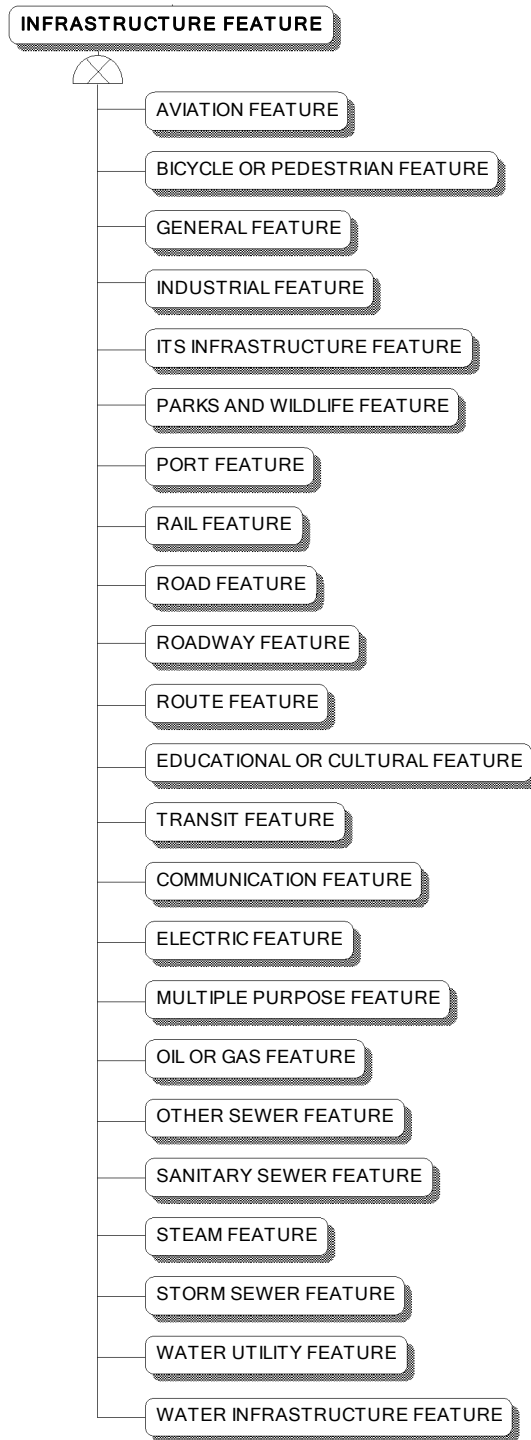 INFRASTRUCTURE FEATURE
AVIATION FEATURE
BICYCLE OR PEDESTRIAN FEATURE
GENERAL FEATURE
INDUSTRIAL FEATURE
ITS INFRASTRUCTURE FEATURE
PARKS AND WILDLIFE FEATURE
PORT FEATURE
RAIL FEATURE
ROAD FEATURE
ROADWAY FEATURE
ROUTE FEATURE
EDUCATIONAL OR CULTURAL FEATURE
TRANSIT FEATURE
COMMUNICATION FEATURE
ELECTRIC FEATURE
MULTIPLE PURPOSE FEATURE
OIL OR GAS FEATURE
OTHER SEWER FEATURE
SANITARY SEWER FEATURE
STEAM FEATURE
STORM SEWER FEATURE
WATER UTILITY FEATURE
WATER INFRASTRUCTURE FEATURE